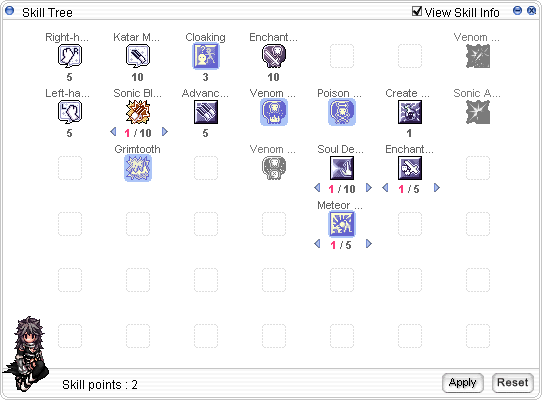 Skill Tree
View Skill Info
Right-h... Katar M... Cloaking Enchant... Venom ...
5 10 3 10
Left-ha... Sonic Bl... Advanc... Venom ... Poison ... Create ... Sonic A...
5 1 / 10 5 1
Grimtooth Venom ... Soul De... Enchant...
1 / 10 1 / 5
Meteor ...
1 / 5
Skill points : 2
Apply Reset